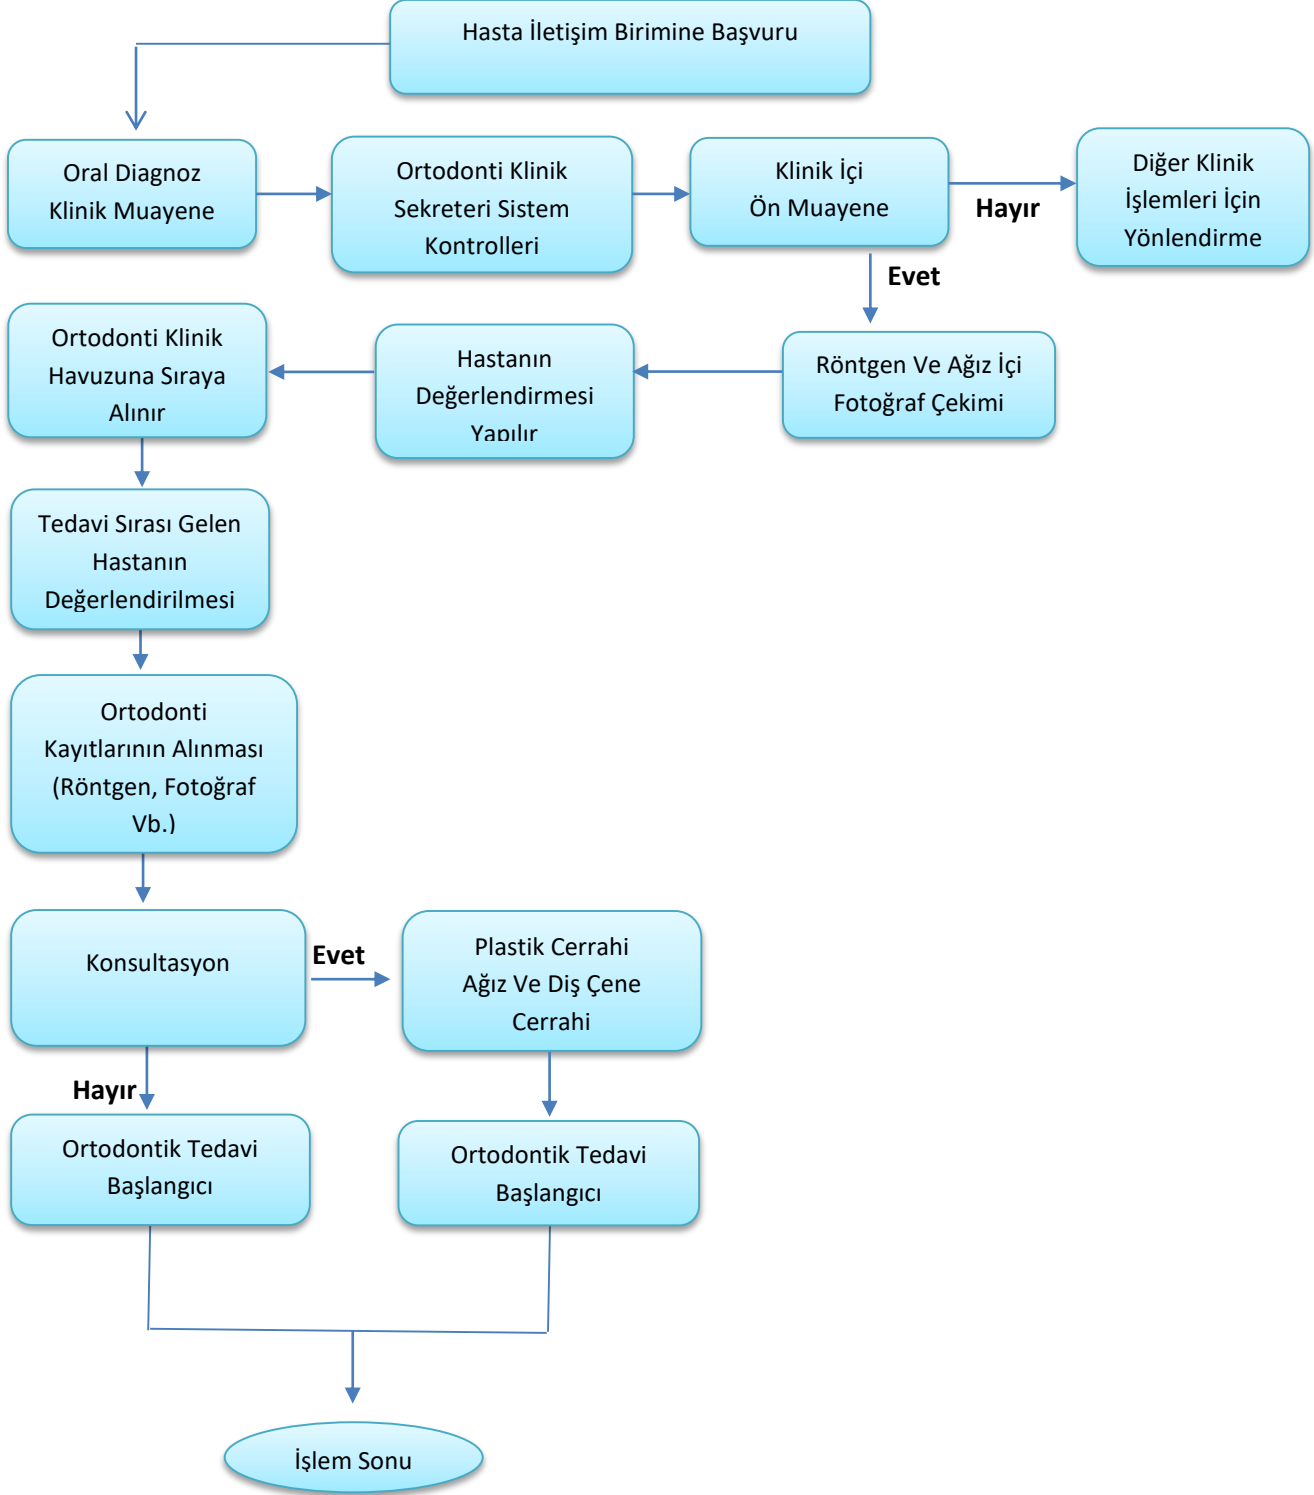 Hasta İletişim Birimine Başvuru
Oral Diagnoz
Klinik Muayene
Ortodonti Klinik
Sekreteri Sistem
Kontrolleri
Klinik İçi
Ön Muayene
Hayır
Diğer Klinik
İşlemleri İçin
Yönlendirme
Evet
Röntgen Ve Ağız İçi
Fotoğraf Çekimi
Hastanın
Değerlendirmesi
Yapılır
Ortodonti Klinik
Havuzuna Sıraya
Alınır
Tedavi Sırası Gelen
Hastanın
Değerlendirilmesi
Ortodonti
Kayıtlarının Alınması
(Röntgen, Fotoğraf
Vb.)
Konsultasyon
Evet
Plastik Cerrahi
Ağız Ve Diş Çene
Cerrahi
Hayır
Ortodontik Tedavi
Başlangıcı
Ortodontik Tedavi
Başlangıcı
İşlem Sonu